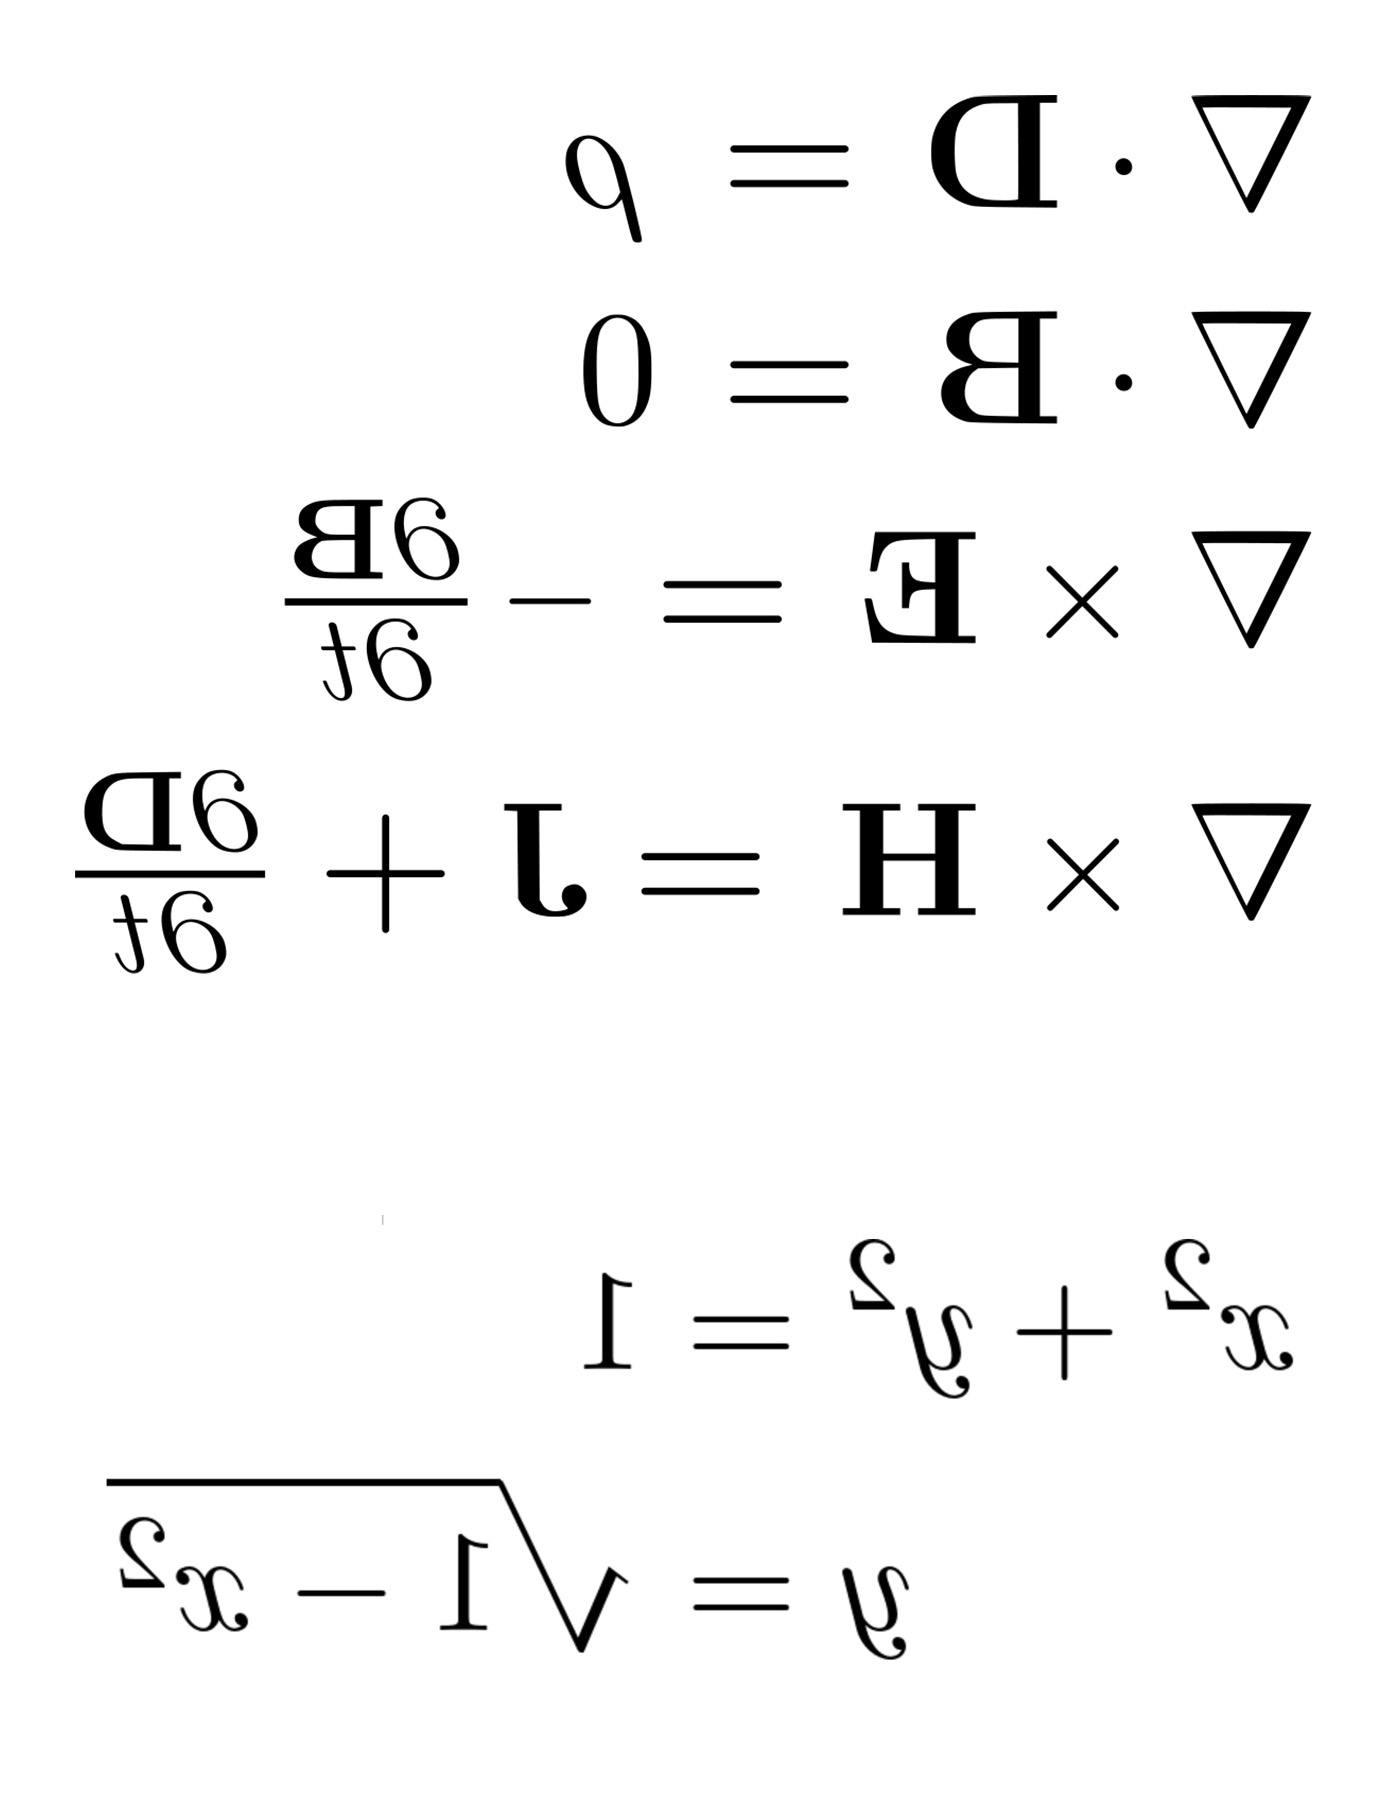 ∇ · D = ρ
∇ · B = 0
∇ × E = −∂B/∂t
∇ × H = J + ∂D/∂t
x² + y² = 1
y = √(1 − x²)